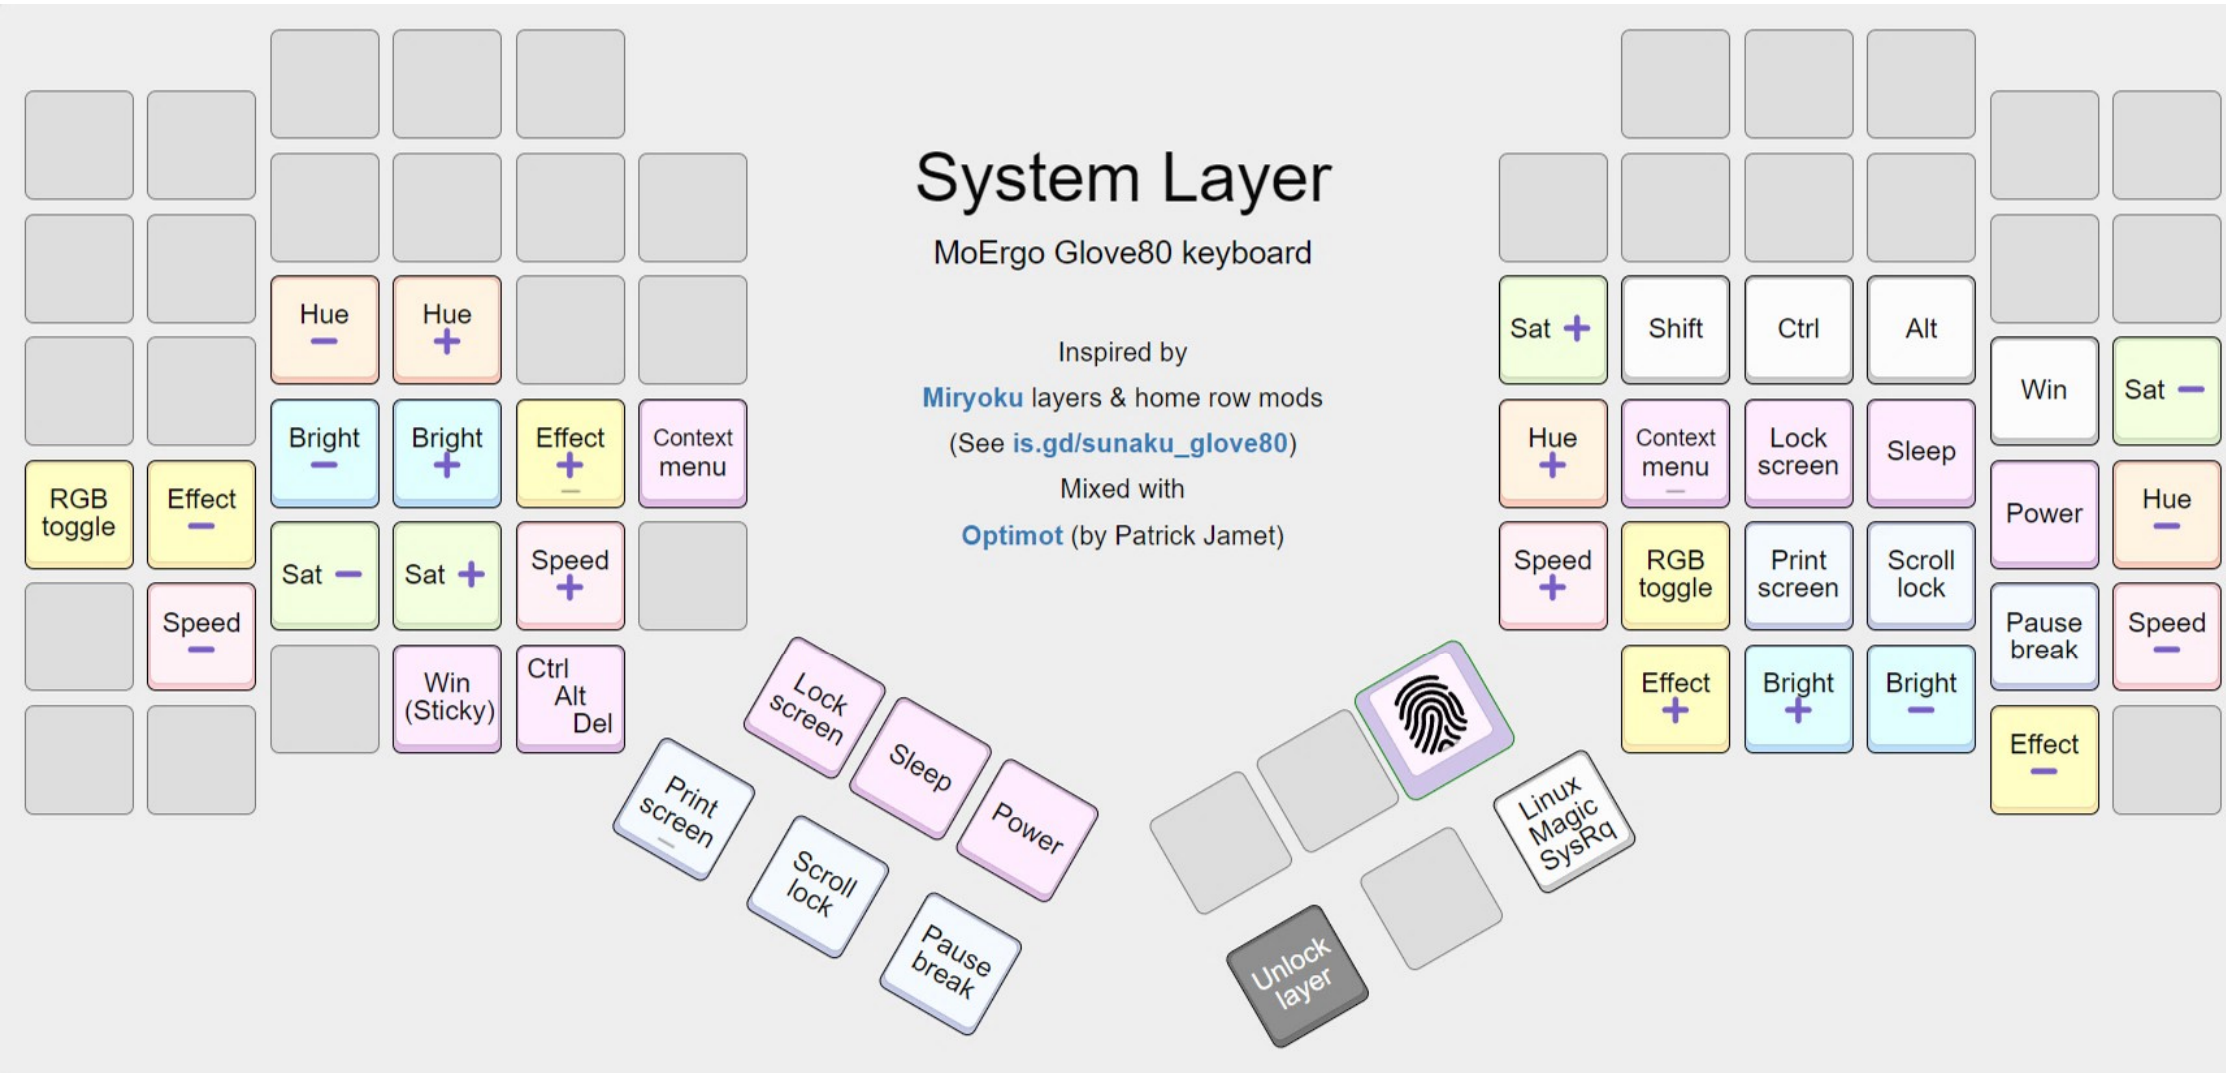 System Layer
MoErgo Glove80 keyboard
Inspired by
Miryoku layers & home row mods
(See is.gd/sunaku_glove80)
Mixed with
Optimot (by Patrick Jamet)
Hue
−
Hue
+
Bright
−
Bright
+
Effect
+
Context
menu
RGB
toggle
Effect
−
Sat −
Sat +
Speed
+
Speed
−
Win
(Sticky)
Ctrl
Alt
Del
Lock
screen
Sleep
Power
Print
screen
Scroll
lock
Pause
break
Sat +
Shift
Ctrl
Alt
Win
Sat −
Hue
+
Context
menu
Lock
screen
Sleep
Power
Hue
−
Speed
+
RGB
toggle
Print
screen
Scroll
lock
Pause
break
Speed
−
Effect
+
Bright
+
Bright
−
Effect
−
Linux
Magic
SysRq
Unlock
layer